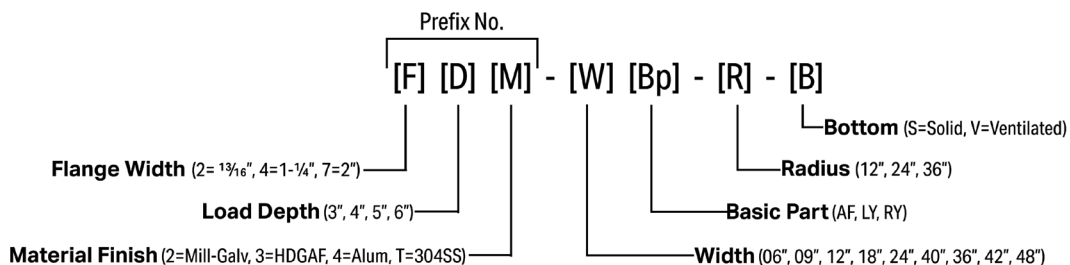 Prefix No.
[F] [D] [M] - [W] [Bp] - [R] - [B]
Bottom (S=Solid, V=Ventilated)
Flange Width (2= 13/16", 4=1-1/4", 7=2")
Radius (12", 24", 36")
Load Depth (3", 4", 5", 6")
Basic Part (AF, LY, RY)
Material Finish (2=Mill-Galv, 3=HDGAF, 4=Alum, T=304SS)
Width (06", 09", 12", 18", 24", 40", 36", 42", 48")